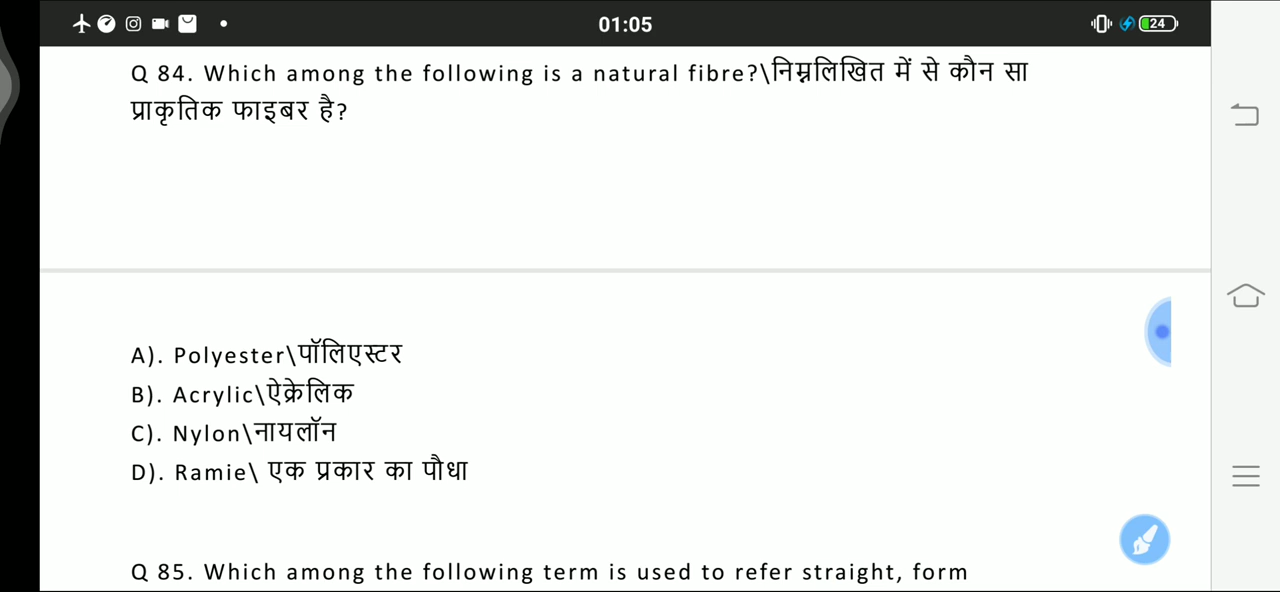 01:05
24
Q 84. Which among the following is a natural fibre?\निम्नलिखित में से कौन सा
प्राकृतिक फाइबर है?
A). Polyester\पॉलिएस्टर
B). Acrylic\ऐक्रेलिक
C). Nylon\नायलॉन
D). Ramie\ एक प्रकार का पौधा
Q 85. Which among the following term is used to refer straight, form